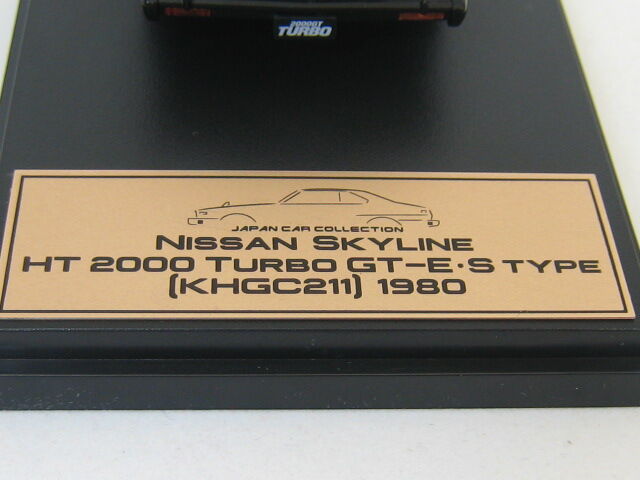 2000GT
TURBO
JAPAN CAR COLLECTION
NISSAN SKYLINE
HT 2000 TURBO GT-E·S TYPE
(KHGC211) 1980